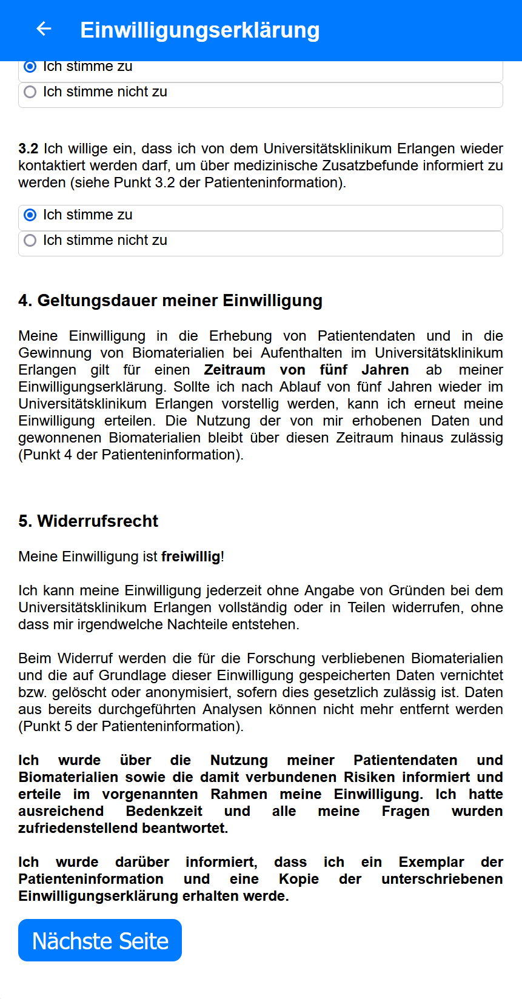 Einwilligungserklärung
Ich stimme zu
Ich stimme nicht zu
3.2 Ich willige ein, dass ich von dem Universitätsklinikum Erlangen wieder
kontaktiert werden darf, um über medizinische Zusatzbefunde informiert zu
werden (siehe Punkt 3.2 der Patienteninformation).
Ich stimme zu
Ich stimme nicht zu
4. Geltungsdauer meiner Einwilligung
Meine Einwilligung in die Erhebung von Patientendaten und in die
Gewinnung von Biomaterialien bei Aufenthalten im Universitätsklinikum
Erlangen gilt für einen Zeitraum von fünf Jahren ab meiner
Einwilligungserklärung. Sollte ich nach Ablauf von fünf Jahren wieder im
Universitätsklinikum Erlangen vorstellig werden, kann ich erneut meine
Einwilligung erteilen. Die Nutzung der von mir erhobenen Daten und
gewonnenen Biomaterialien bleibt über diesen Zeitraum hinaus zulässig
(Punkt 4 der Patienteninformation).
5. Widerrufsrecht
Meine Einwilligung ist freiwillig!
Ich kann meine Einwilligung jederzeit ohne Angabe von Gründen bei dem
Universitätsklinikum Erlangen vollständig oder in Teilen widerrufen, ohne
dass mir irgendwelche Nachteile entstehen.
Beim Widerruf werden die für die Forschung verbliebenen Biomaterialien
und die auf Grundlage dieser Einwilligung gespeicherten Daten vernichtet
bzw. gelöscht oder anonymisiert, sofern dies gesetzlich zulässig ist. Daten
aus bereits durchgeführten Analysen können nicht mehr entfernt werden
(Punkt 5 der Patienteninformation).
Ich wurde über die Nutzung meiner Patientendaten und
Biomaterialien sowie die damit verbundenen Risiken informiert und
erteile im vorgenannten Rahmen meine Einwilligung. Ich hatte
ausreichend Bedenkzeit und alle meine Fragen wurden
zufriedenstellend beantwortet.
Ich wurde darüber informiert, dass ich ein Exemplar der
Patienteninformation und eine Kopie der unterschriebenen
Einwilligungserklärung erhalten werde.
Nächste Seite